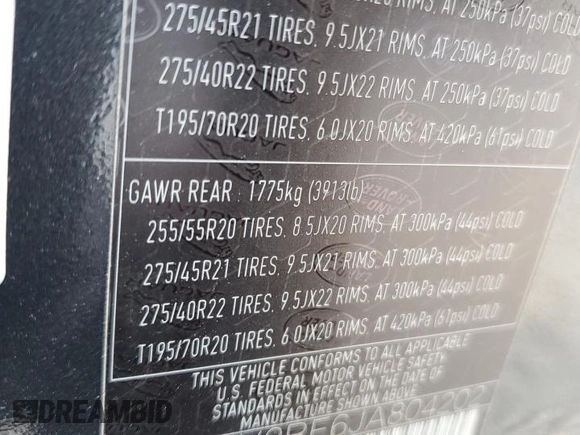 RIMS. AT 250kPa (37psi)
275/45R21 TIRES. 9.5JX21 RIMS. AT 250kPa (37psi) COLD
275/40R22 TIRES. 9.5JX22 RIMS. AT 250kPa (37psi) COLD
T195/70R20 TIRES. 6.0JX20 RIMS. AT 420kPa (61psi) COLD
GAWR REAR : 1775kg (3913lb)
255/55R20 TIRES. 8.5JX20 RIMS. AT 300kPa (44psi) COLD
275/45R21 TIRES. 9.5JX21 RIMS. AT 300kPa (44psi) COLD
275/40R22 TIRES. 9.5JX22 RIMS. AT 300kPa (44psi) COLD
T195/70R20 TIRES. 6.0JX20 RIMS. AT 420kPa (61psi) COLD
THIS VEHICLE CONFORMS TO ALL APPLICABLE
U.S. FEDERAL MOTOR VEHICLE SAFETY
STANDARDS IN EFFECT ON THE DATE OF
MANUFACTURE SHOWN ABOVE
DREAMBID